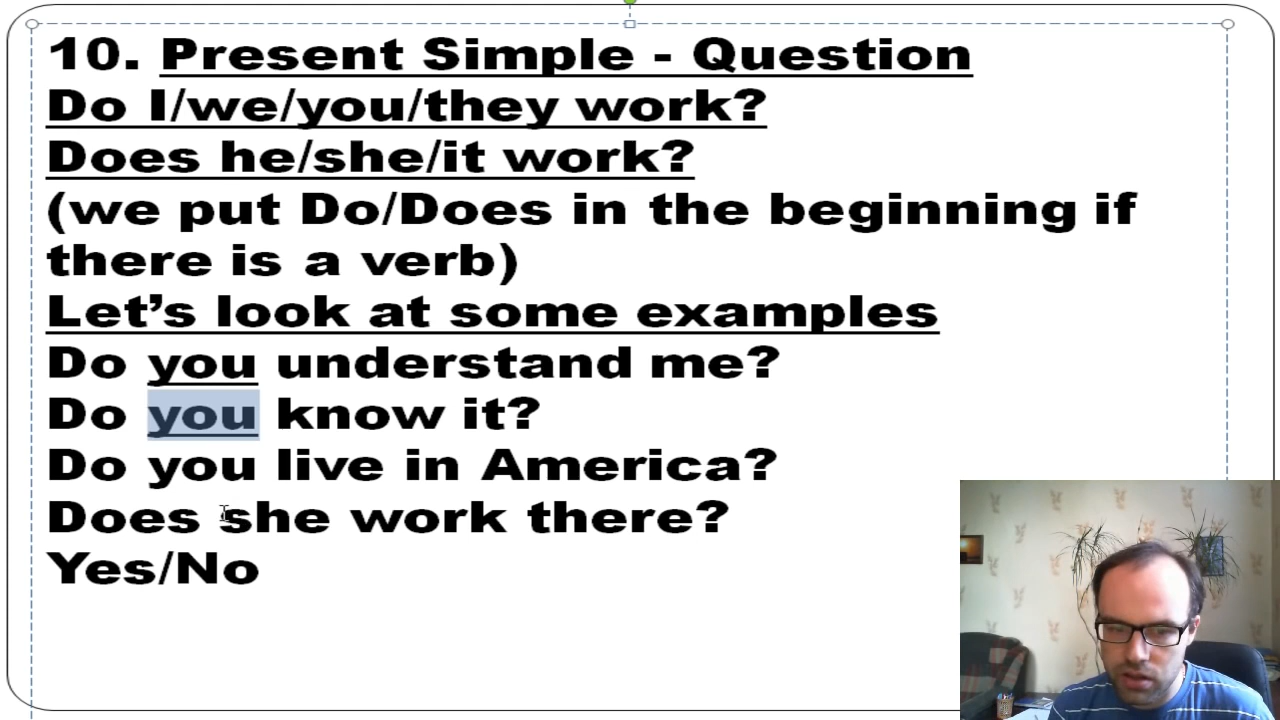 10. Present Simple - Question
Do I/we/you/they work?
Does he/she/it work?
(we put Do/Does in the beginning if
there is a verb)
Let’s look at some examples
Do you understand me?
Do you know it?
Do you live in America?
Does she work there?
Yes/No